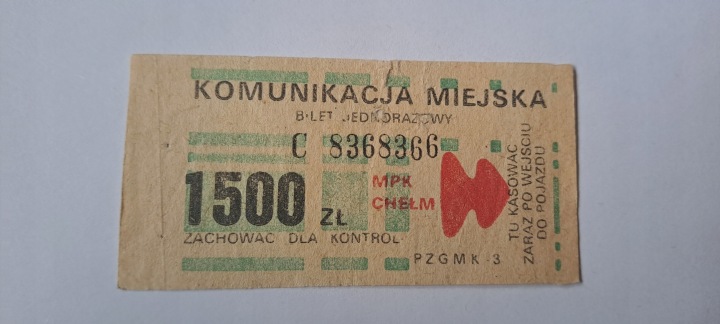 KOMUNIKACJA MIEJSKA
BILET JEDNORAZOWY
C 8368366
1500 ZŁ
MPK
CHEŁM
ZACHOWAĆ DLA KONTROL
PZGMK 3
TU KASOWAĆ
ZARAZ PO WEJŚCIU
DO POJAZDU